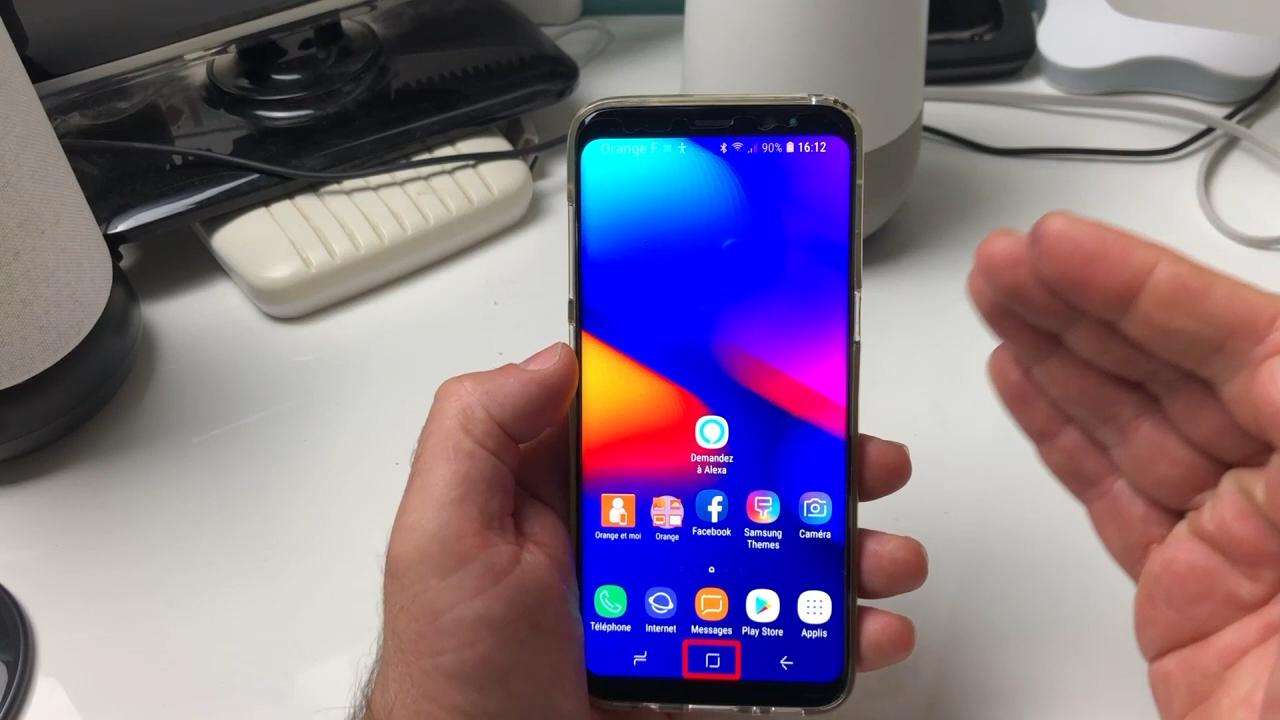 Orange F
90% 16:12
Demandez
à Alexa
Orange et moi
Orange
Facebook
Samsung
Themes
Caméra
Téléphone
Internet
Messages
Play Store
Applis